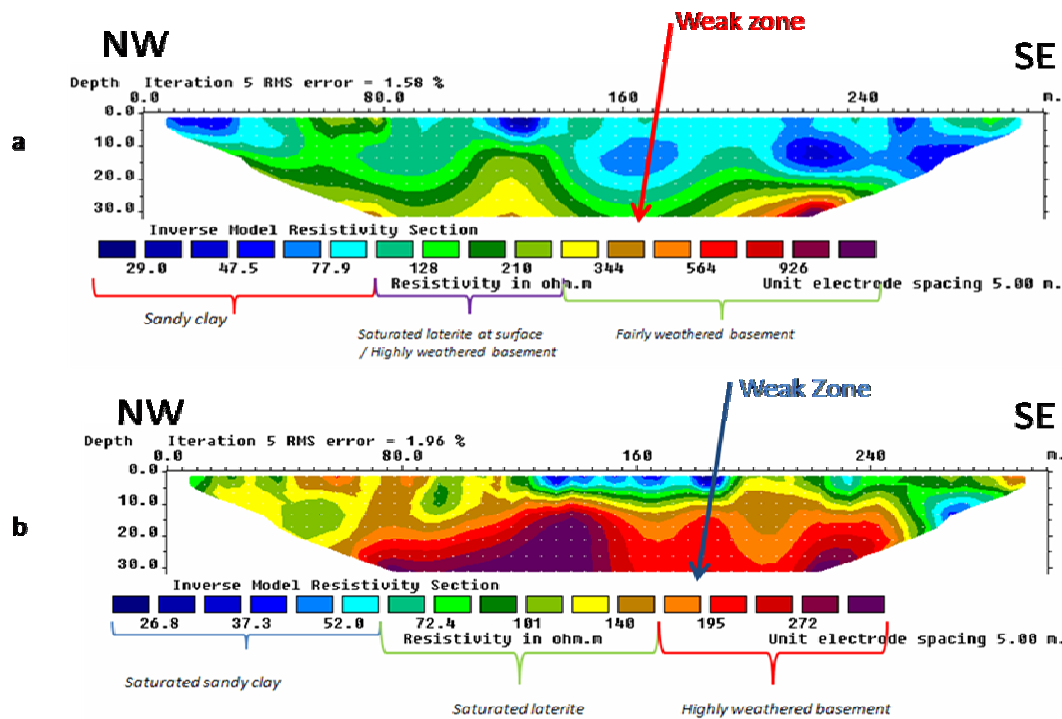 Weak zone
NW
SE
Depth Iteration 5 RMS error = 1.58 %
0.0 80.0 160 240 m.
a
0.0
10.0
20.0
30.0
Inverse Model Resistivity Section
29.0 47.5 77.9 128 210 344 564 926
Resistivity in ohm.m Unit electrode spacing 5.00 m.
Sandy clay
Saturated laterite at surface
/ Highly weathered basement
Fairly weathered basement
Weak Zone
NW
SE
Depth Iteration 5 RMS error = 1.96 %
0.0 80.0 160 240 m.
b
0.0
10.0
20.0
30.0
Inverse Model Resistivity Section
26.8 37.3 52.0 72.4 101 140 195 272
Resistivity in ohm.m Unit electrode spacing 5.00 m.
Saturated sandy clay
Saturated laterite
Highly weathered basement